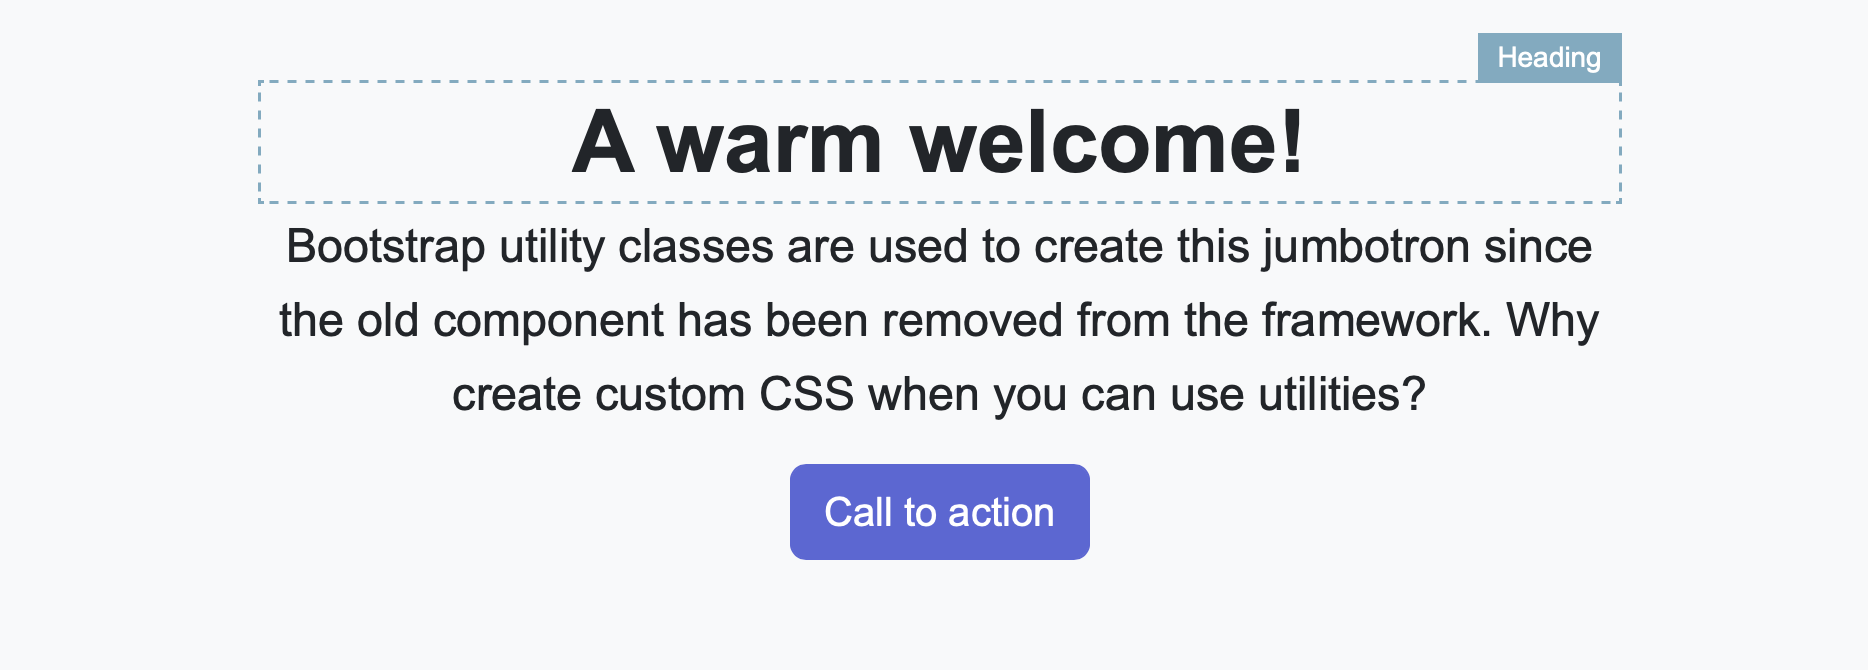 Heading
A warm welcome!
Bootstrap utility classes are used to create this jumbotron since
the old component has been removed from the framework. Why
create custom CSS when you can use utilities?
Call to action